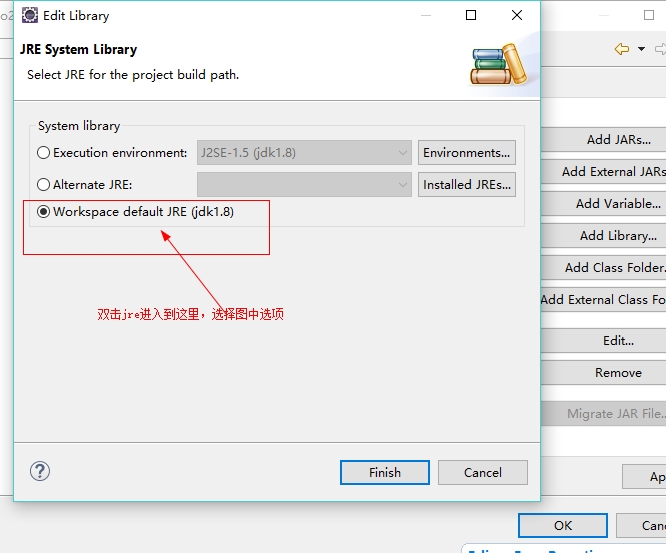 Edit Library
JRE System Library
Select JRE for the project build path.
System library
Execution environment:
J2SE-1.5 (jdk1.8)
Environments...
Alternate JRE:
Installed JREs...
Workspace default JRE (jdk1.8)
双击jre进入到这里，选择图中选项
?
Finish
Cancel
Add JARs...
Add External JARs
Add Variable...
Add Library...
Add Class Folder.
Add External Class Fo
Edit...
Remove
Migrate JAR File..
Ap
OK
Canc